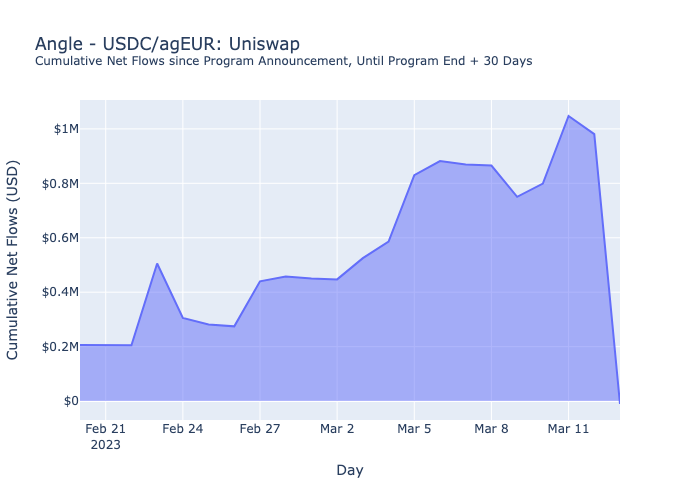 Angle - USDC/agEUR: Uniswap
Cumulative Net Flows since Program Announcement, Until Program End + 30 Days
Cumulative Net Flows (USD)
$1M
$0.8M
$0.6M
$0.4M
$0.2M
$0
Feb 21 Feb 24 Feb 27 Mar 2 Mar 5 Mar 8 Mar 11
2023
Day